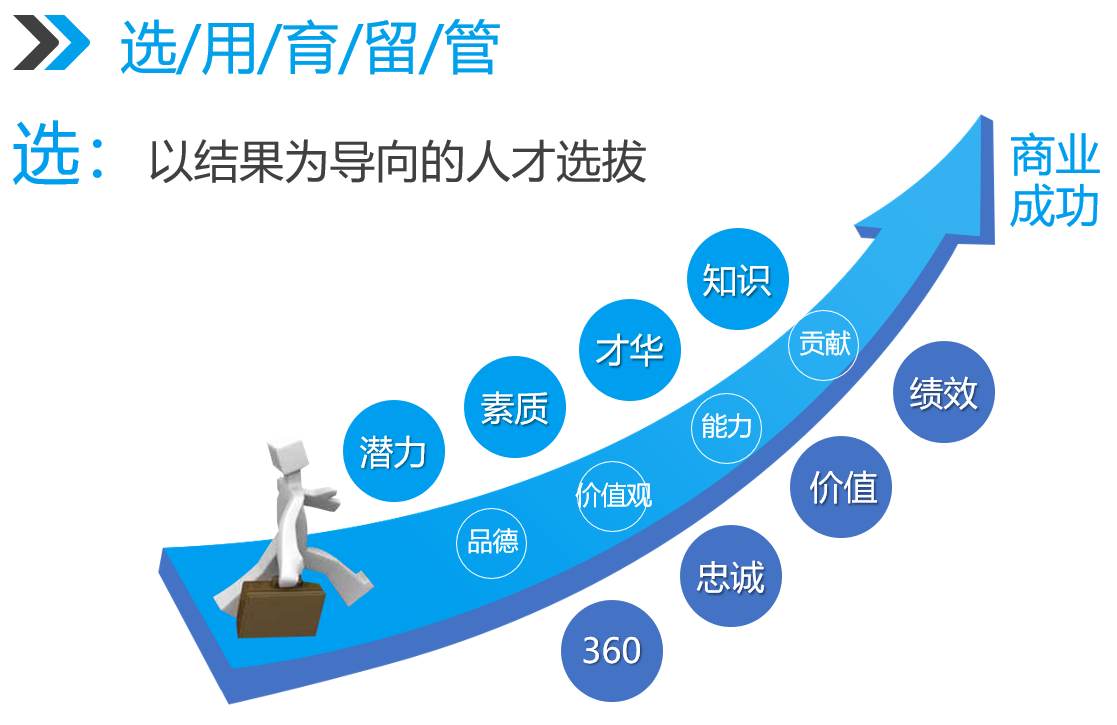 选/用/育/留/管
选：以结果为导向的人才选拔
商业
成功
知识
才华
素质
潜力
贡献
能力
价值观
品德
绩效
价值
忠诚
360